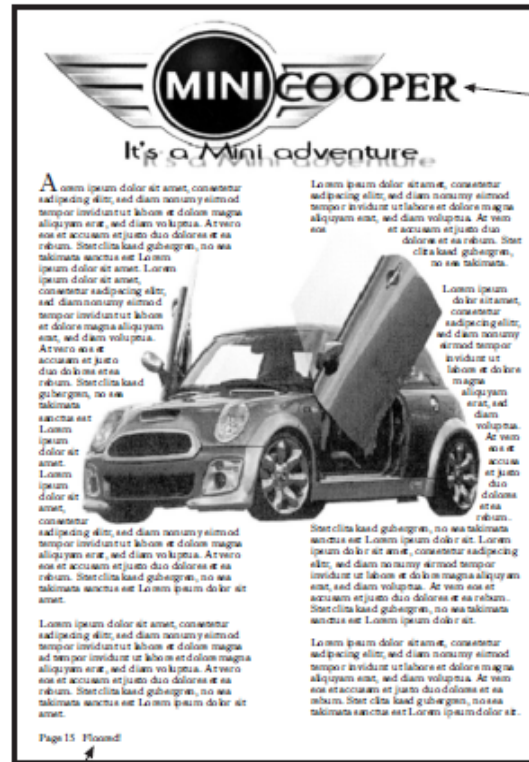 MINI COOPER
It's a Mini adventure
A orem ipsum dolor sit amet, consetetur
sadipscing elitr, sed diam nonumy eirmod
tempor invidunt ut labore et dolore magna
aliquyam erat, sed diam voluptua. At vero
eos et accusam et justo duo dolores et ea
rebum. Stet clita kasd gubergren, no sea
takimata sanctus est Lorem
ipsum dolor sit amet. Lorem
ipsum dolor sit amet,
consetetur sadipscing elitr,
sed diam nonumy eirmod
tempor invidunt ut labore
et dolore magna aliquyam
erat, sed diam voluptua.
At vero eos et
accusam et justo
duo dolores et ea
rebum. Stet clita kasd
gubergren, no sea
takimata
sanctus est
Lorem
ipsum
dolor sit
amet.
Lorem
ipsum
dolor sit
amet,
consetetur
sadipscing elitr, sed diam nonumy eirmod
tempor invidunt ut labore et dolore magna
aliquyam erat, sed diam voluptua. At vero
eos et accusam et justo duo dolores et ea
rebum. Stet clita kasd gubergren, no sea
takimata sanctus est Lorem ipsum dolor sit
amet.
Lorem ipsum dolor sit amet, consetetur
sadipscing elitr, sed diam nonumy eirmod
ad tempor invidunt ut labore et dolore magna
aliquyam erat, sed diam voluptua. At vero
eos et accusam et justo duo dolores et ea
rebum. Stet clita kasd gubergren, no sea
takimata sanctus est Lorem ipsum dolor sit
amet.
Lorem ipsum dolor sit amet, consetetur
sadipscing elitr, sed diam nonumy eirmod
tempor invidunt ut labore et dolore magna
aliquyam erat, sed diam voluptua. At vero
eos et accusam et justo duo
dolores et ea rebum. Stet
clita kasd gubergren,
no sea takimata.
Lorem ipsum
dolor sit amet,
consetetur
sadipscing elitr,
sed diam nonumy
eirmod tempor
invidunt ut
labore et dolore
magna
aliquyam
erat, sed
diam
voluptua.
At vero
eos et
accusa
et justo
duo
dolores
et ea
rebum.
Stet clita kasd gubergren, no sea takimata
sanctus est Lorem ipsum dolor sit. Lorem
ipsum dolor sit amet, consetetur sadipscing
elitr, sed diam nonumy eirmod tempor
invidunt ut labore et dolore magna aliquyam
erat, sed diam voluptua. At vero eos et
accusam et justo duo dolores et ea rebum.
Stet clita kasd gubergren, no sea takimata
sanctus est Lorem ipsum dolor sit.
Lorem ipsum dolor sit amet, consetetur
sadipscing elitr, sed diam nonumy eirmod
tempor invidunt ut labore et dolore magna
aliquyam erat, sed diam voluptua. At vero
eos et accusam et justo duo dolores et ea
rebum. Stet clita kasd gubergren, no sea
takimata sanctus est Lorem ipsum dolor sit.
Page 15 Floored!